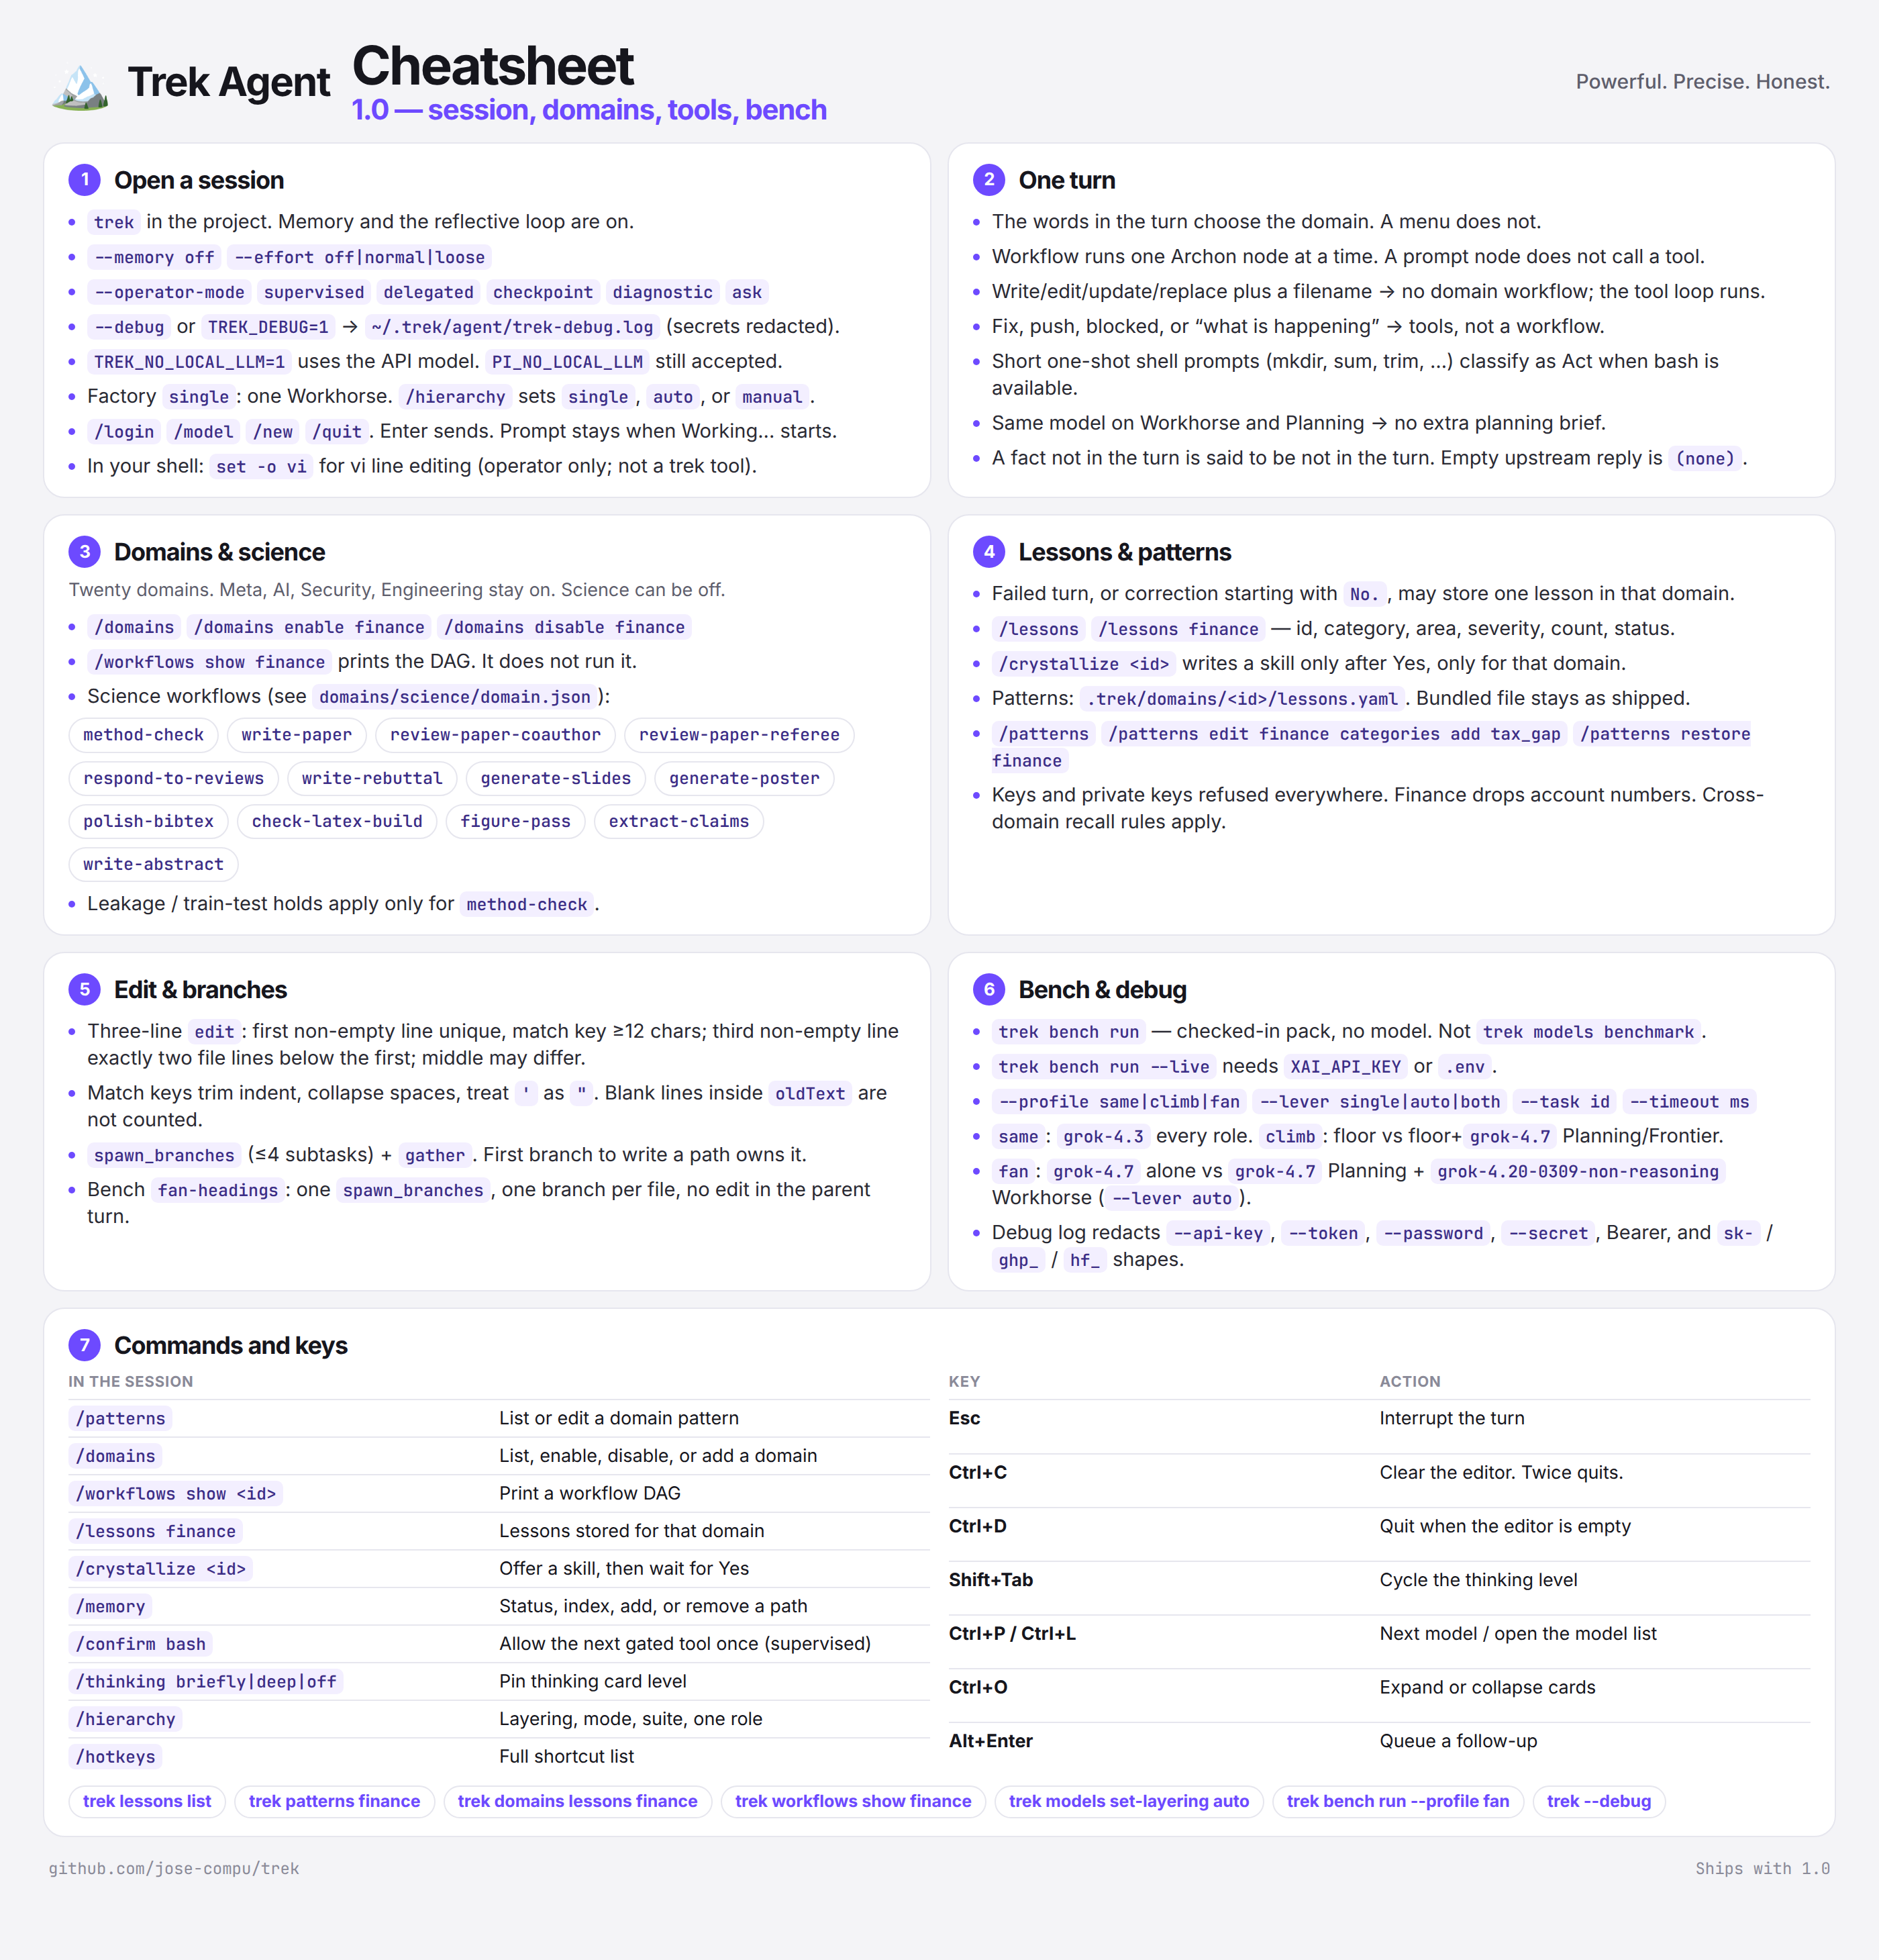 Trek Agent
Cheatsheet
1.0 — session, domains, tools, bench
Powerful. Precise. Honest.
1 Open a session
trek in the project. Memory and the reflective loop are on.
--memory off --effort off|normal|loose
--operator-mode supervised delegated checkpoint diagnostic ask
--debug or TREK_DEBUG=1 → ~/.trek/agent/trek-debug.log (secrets redacted).
TREK_NO_LOCAL_LLM=1 uses the API model. PI_NO_LOCAL_LLM still accepted.
Factory single: one Workhorse. /hierarchy sets single, auto, or manual.
/login /model /new /quit. Enter sends. Prompt stays when Working... starts.
In your shell: set -o vi for vi line editing (operator only; not a trek tool).
2 One turn
The words in the turn choose the domain. A menu does not.
Workflow runs one Archon node at a time. A prompt node does not call a tool.
Write/edit/update/replace plus a filename → no domain workflow; the tool loop runs.
Fix, push, blocked, or “what is happening” → tools, not a workflow.
Short one-shot shell prompts (mkdir, sum, trim, ...) classify as Act when bash is
available.
Same model on Workhorse and Planning → no extra planning brief.
A fact not in the turn is said to be not in the turn. Empty upstream reply is (none).
3 Domains & science
Twenty domains. Meta, AI, Security, Engineering stay on. Science can be off.
/domains /domains enable finance /domains disable finance
/workflows show finance prints the DAG. It does not run it.
Science workflows (see domains/science/domain.json):
method-check write-paper review-paper-coauthor review-paper-referee
respond-to-reviews write-rebuttal generate-slides generate-poster
polish-bibtex check-latex-build figure-pass extract-claims
write-abstract
Leakage / train-test holds apply only for method-check.
4 Lessons & patterns
Failed turn, or correction starting with No., may store one lesson in that domain.
/lessons /lessons finance — id, category, area, severity, count, status.
/crystallize <id> writes a skill only after Yes, only for that domain.
Patterns: .trek/domains/<id>/lessons.yaml. Bundled file stays as shipped.
/patterns /patterns edit finance categories add tax_gap /patterns restore
finance
Keys and private keys refused everywhere. Finance drops account numbers. Cross-
domain recall rules apply.
5 Edit & branches
Three-line edit: first non-empty line unique, match key ≥12 chars; third non-empty line
exactly two file lines below the first; middle may differ.
Match keys trim indent, collapse spaces, treat ' as ". Blank lines inside oldText are
not counted.
spawn_branches (≤4 subtasks) + gather. First branch to write a path owns it.
Bench fan-headings: one spawn_branches, one branch per file, no edit in the parent
turn.
6 Bench & debug
trek bench run — checked-in pack, no model. Not trek models benchmark.
trek bench run --live needs XAI_API_KEY or .env.
--profile same|climb|fan --lever single|auto|both --task id --timeout ms
same: grok-4.3 every role. climb: floor vs floor+grok-4.7 Planning/Frontier.
fan: grok-4.7 alone vs grok-4.7 Planning + grok-4.20-0309-non-reasoning
Workhorse (--lever auto).
Debug log redacts --api-key, --token, --password, --secret, Bearer, and sk- /
ghp_ / hf_ shapes.
7 Commands and keys
IN THE SESSION
/patterns List or edit a domain pattern
/domains List, enable, disable, or add a domain
/workflows show <id> Print a workflow DAG
/lessons finance Lessons stored for that domain
/crystallize <id> Offer a skill, then wait for Yes
/memory Status, index, add, or remove a path
/confirm bash Allow the next gated tool once (supervised)
/thinking briefly|deep|off Pin thinking card level
/hierarchy Layering, mode, suite, one role
/hotkeys Full shortcut list
KEY ACTION
Esc Interrupt the turn
Ctrl+C Clear the editor. Twice quits.
Ctrl+D Quit when the editor is empty
Shift+Tab Cycle the thinking level
Ctrl+P / Ctrl+L Next model / open the model list
Ctrl+O Expand or collapse cards
Alt+Enter Queue a follow-up
trek lessons list trek patterns finance trek domains lessons finance trek workflows show finance trek models set-layering auto trek bench run --profile fan trek --debug
github.com/jose-compu/trek
Ships with 1.0